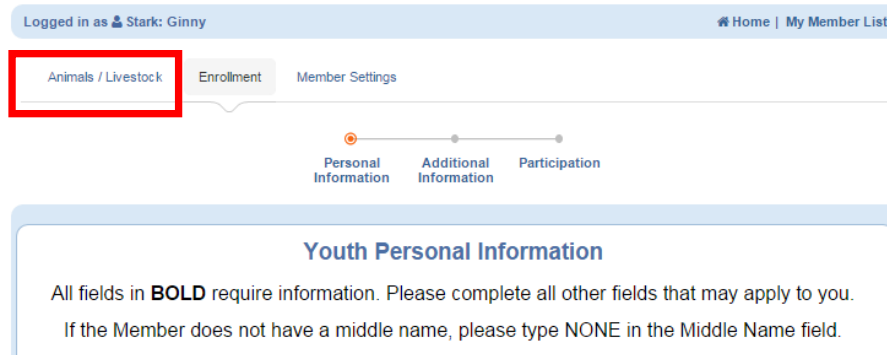 Logged in as Stark: Ginny
Home | My Member List
Animals / Livestock Enrollment Member Settings
Personal Information
Additional Information
Participation
Youth Personal Information
All fields in BOLD require information. Please complete all other fields that may apply to you.
If the Member does not have a middle name, please type NONE in the Middle Name field.